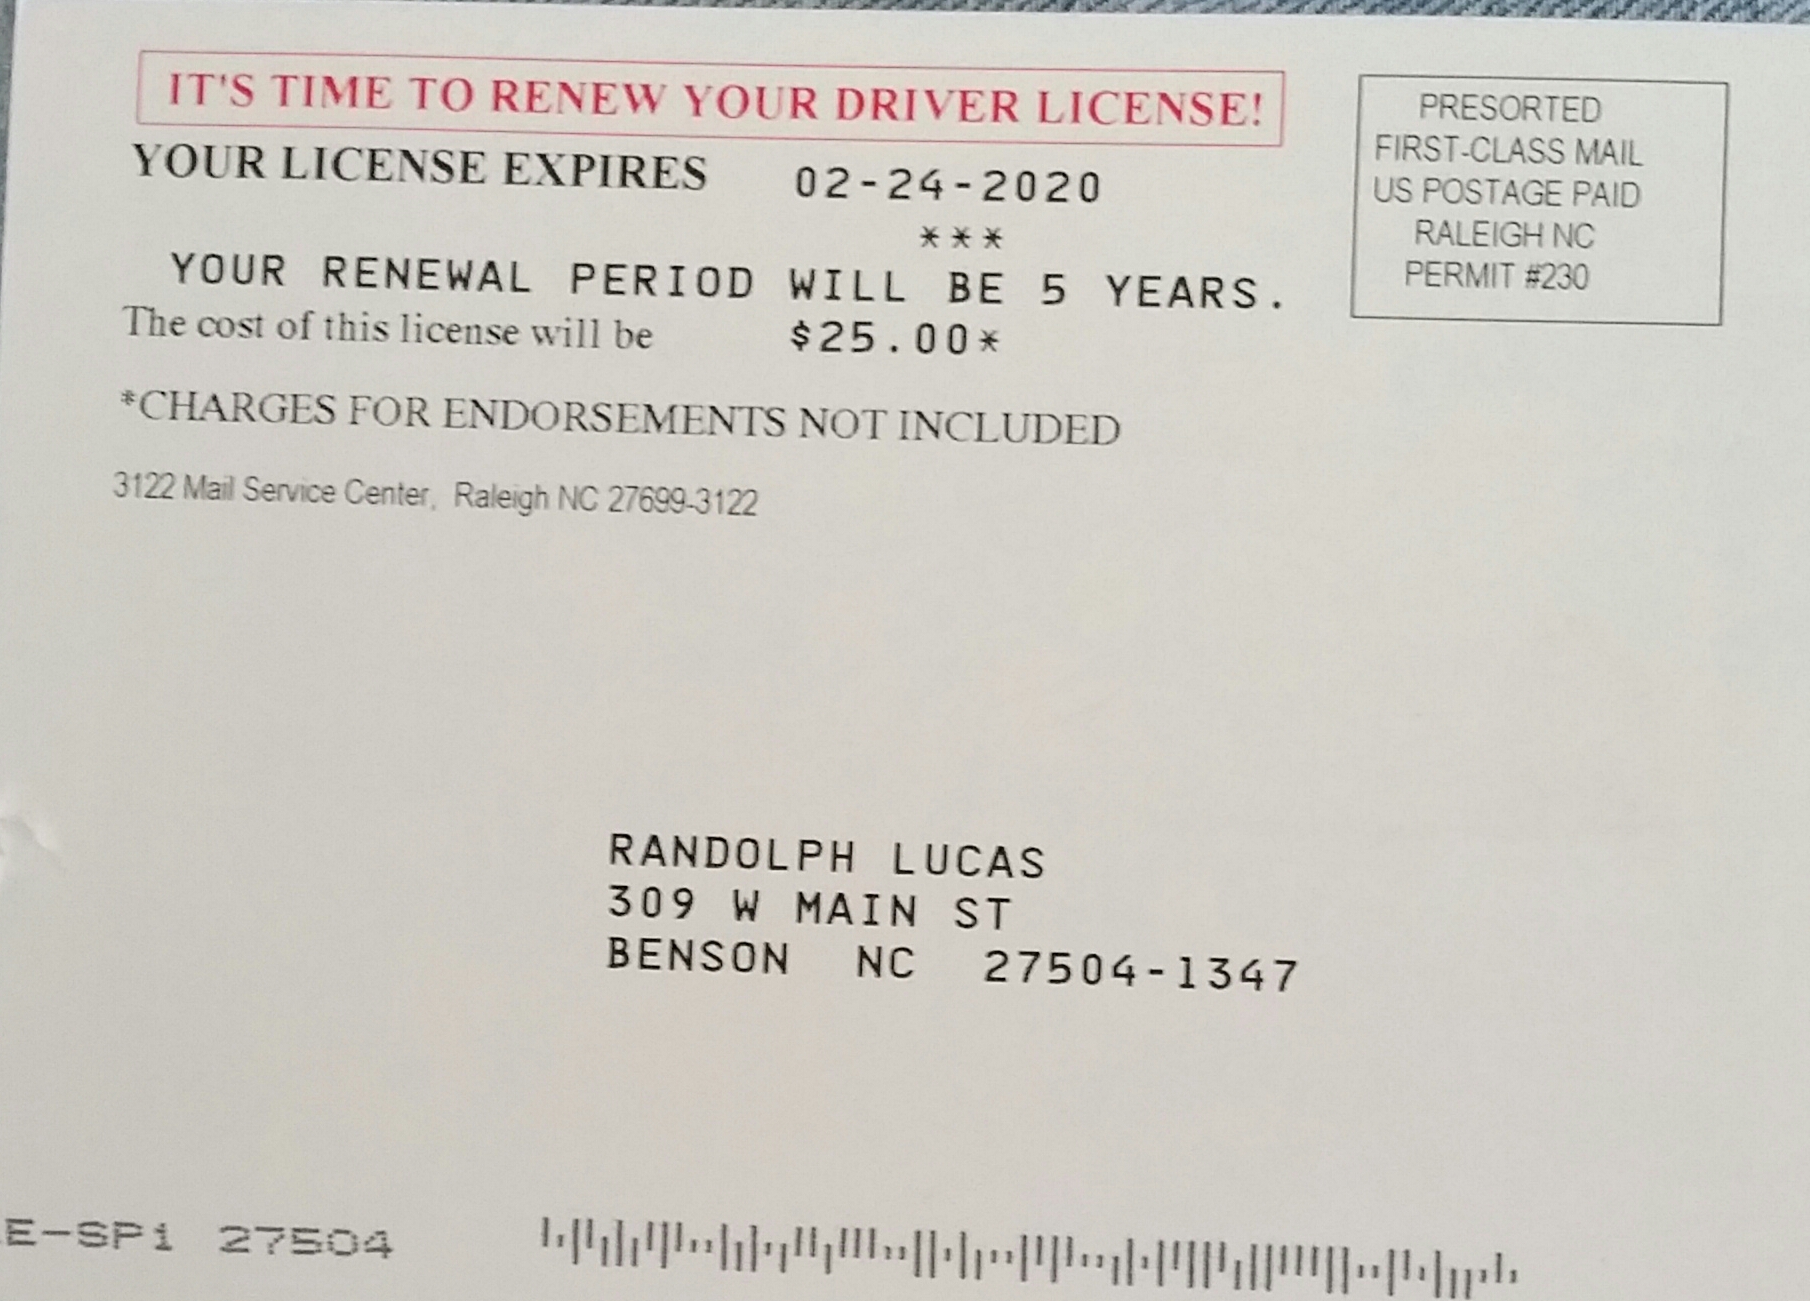 IT'S TIME TO RENEW YOUR DRIVER LICENSE!
YOUR LICENSE EXPIRES 02-24-2020
***
YOUR RENEWAL PERIOD WILL BE 5 YEARS.
The cost of this license will be $25.00*
*CHARGES FOR ENDORSEMENTS NOT INCLUDED
3122 Mail Service Center, Raleigh NC 27699-3122
PRESORTED
FIRST-CLASS MAIL
US POSTAGE PAID
RALEIGH NC
PERMIT #230
RANDOLPH LUCAS
309 W MAIN ST
BENSON NC 27504-1347
E-SP1 27504